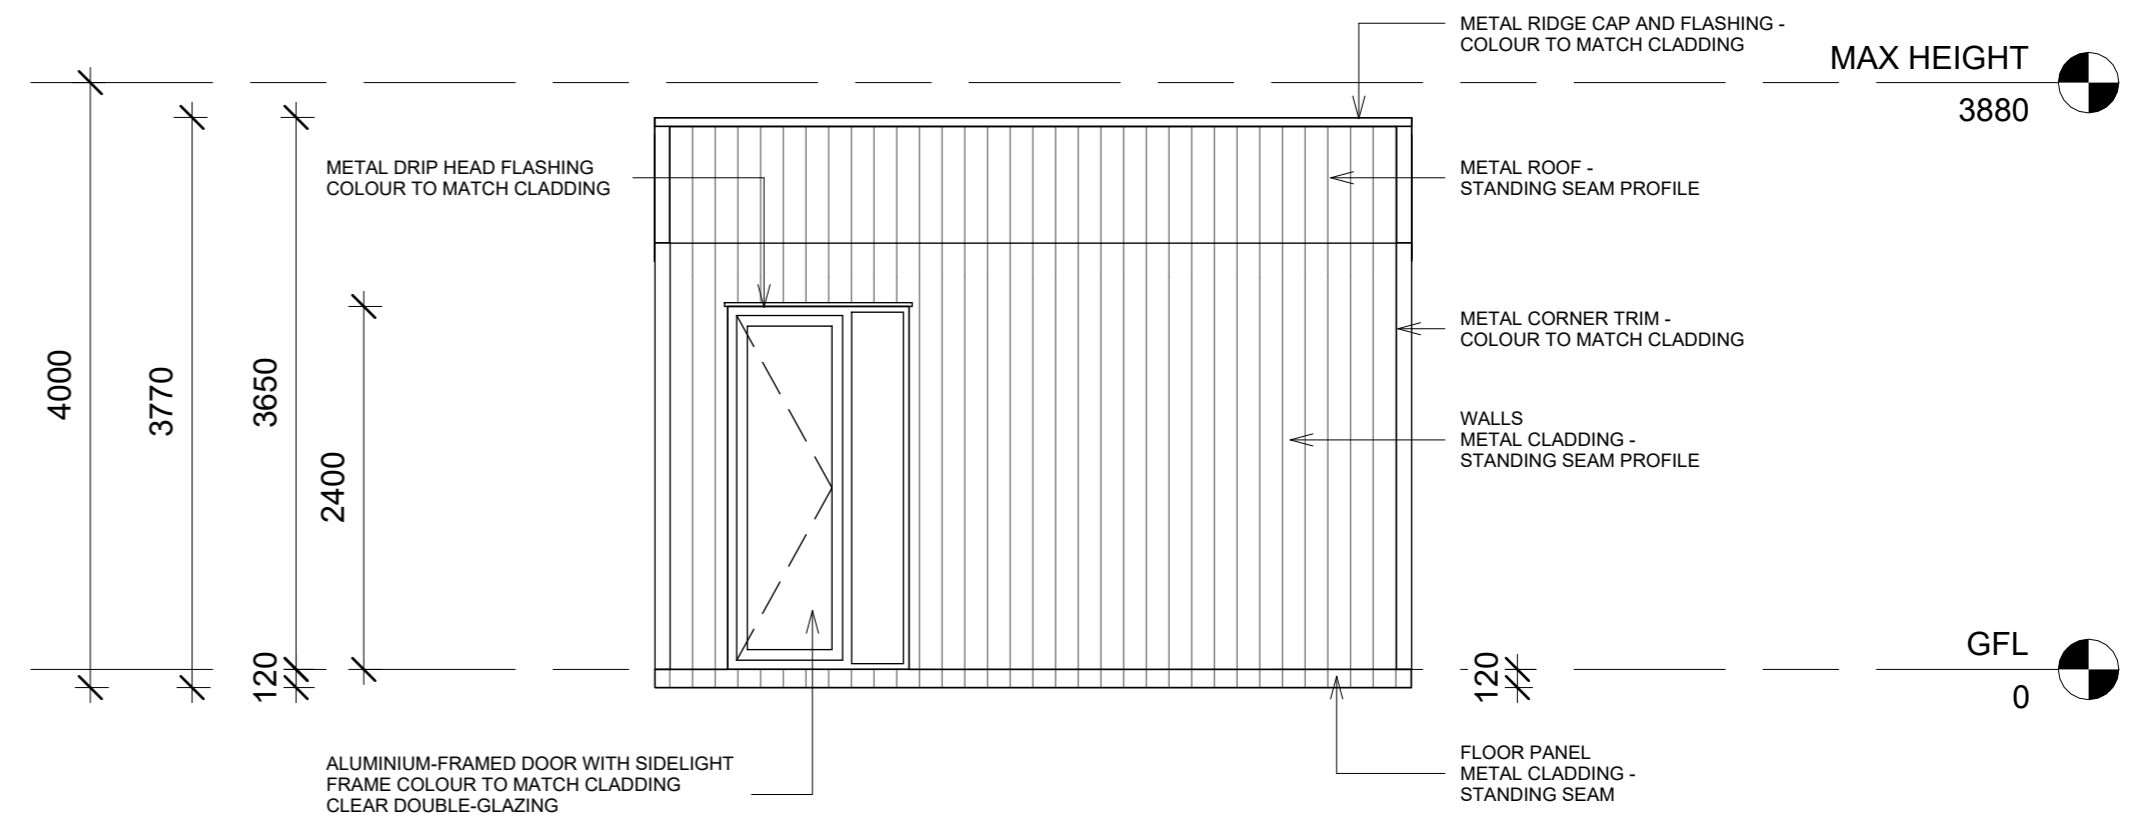 METAL RIDGE CAP AND FLASHING -
COLOUR TO MATCH CLADDING
MAX HEIGHT
3880
METAL DRIP HEAD FLASHING
COLOUR TO MATCH CLADDING
METAL ROOF -
STANDING SEAM PROFILE
METAL CORNER TRIM -
COLOUR TO MATCH CLADDING
4000
3770
3650
2400
120
WALLS
METAL CLADDING -
STANDING SEAM PROFILE
120
GFL
0
ALUMINIUM-FRAMED DOOR WITH SIDELIGHT
FRAME COLOUR TO MATCH CLADDING
CLEAR DOUBLE-GLAZING
FLOOR PANEL
METAL CLADDING -
STANDING SEAM